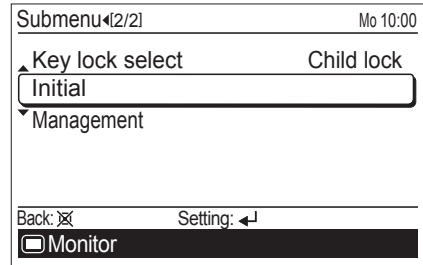 Submenu◀[2/2] Mo 10:00
Key lock select Child lock
Initial
Management
Back: Setting:
Monitor